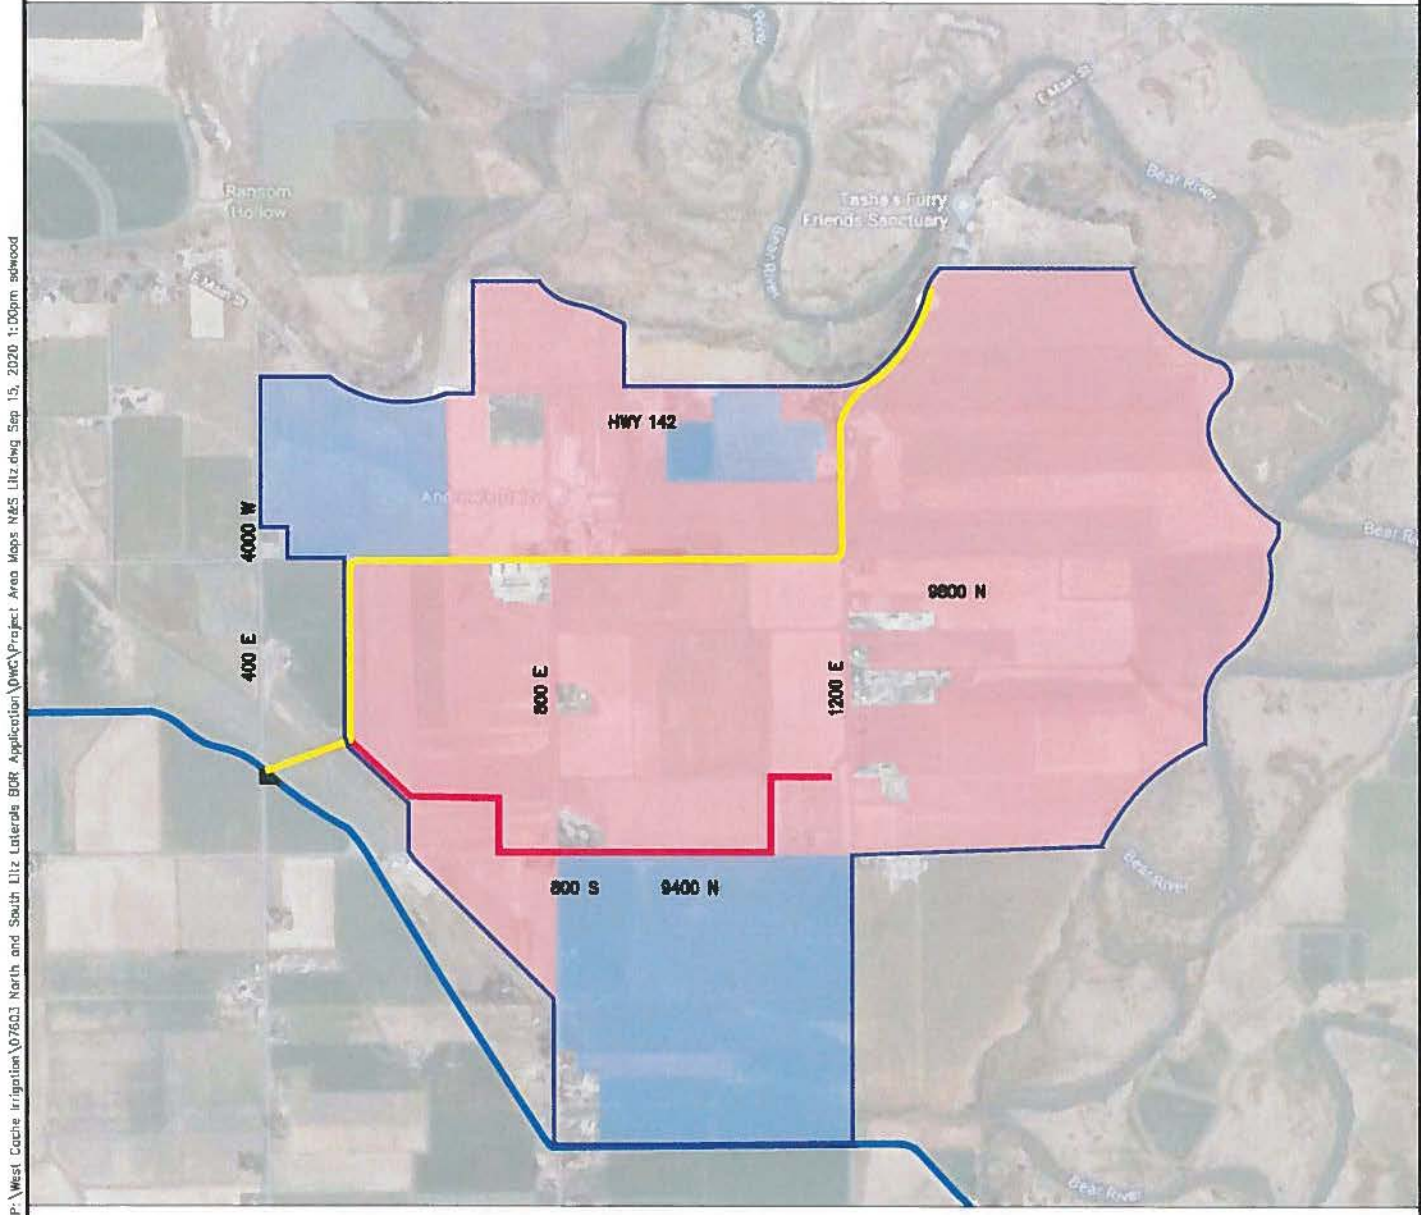 P:\West Cache Irrigation\07603 North and South Litz Laterals BOR Application\DWG\Project Area Maps N&S Litz.dwg Sep 15, 2020 1:00pm sdwood
River
E Main St
Bear River
Ransom
Hollow
Tasha's Furry
Friends Sanctuary
Bear River
E Main St
HWY 142
4000 W
Bear
9800 N
400 E
800 E
1200 E
Bear River
800 S
9400 N
Bear River